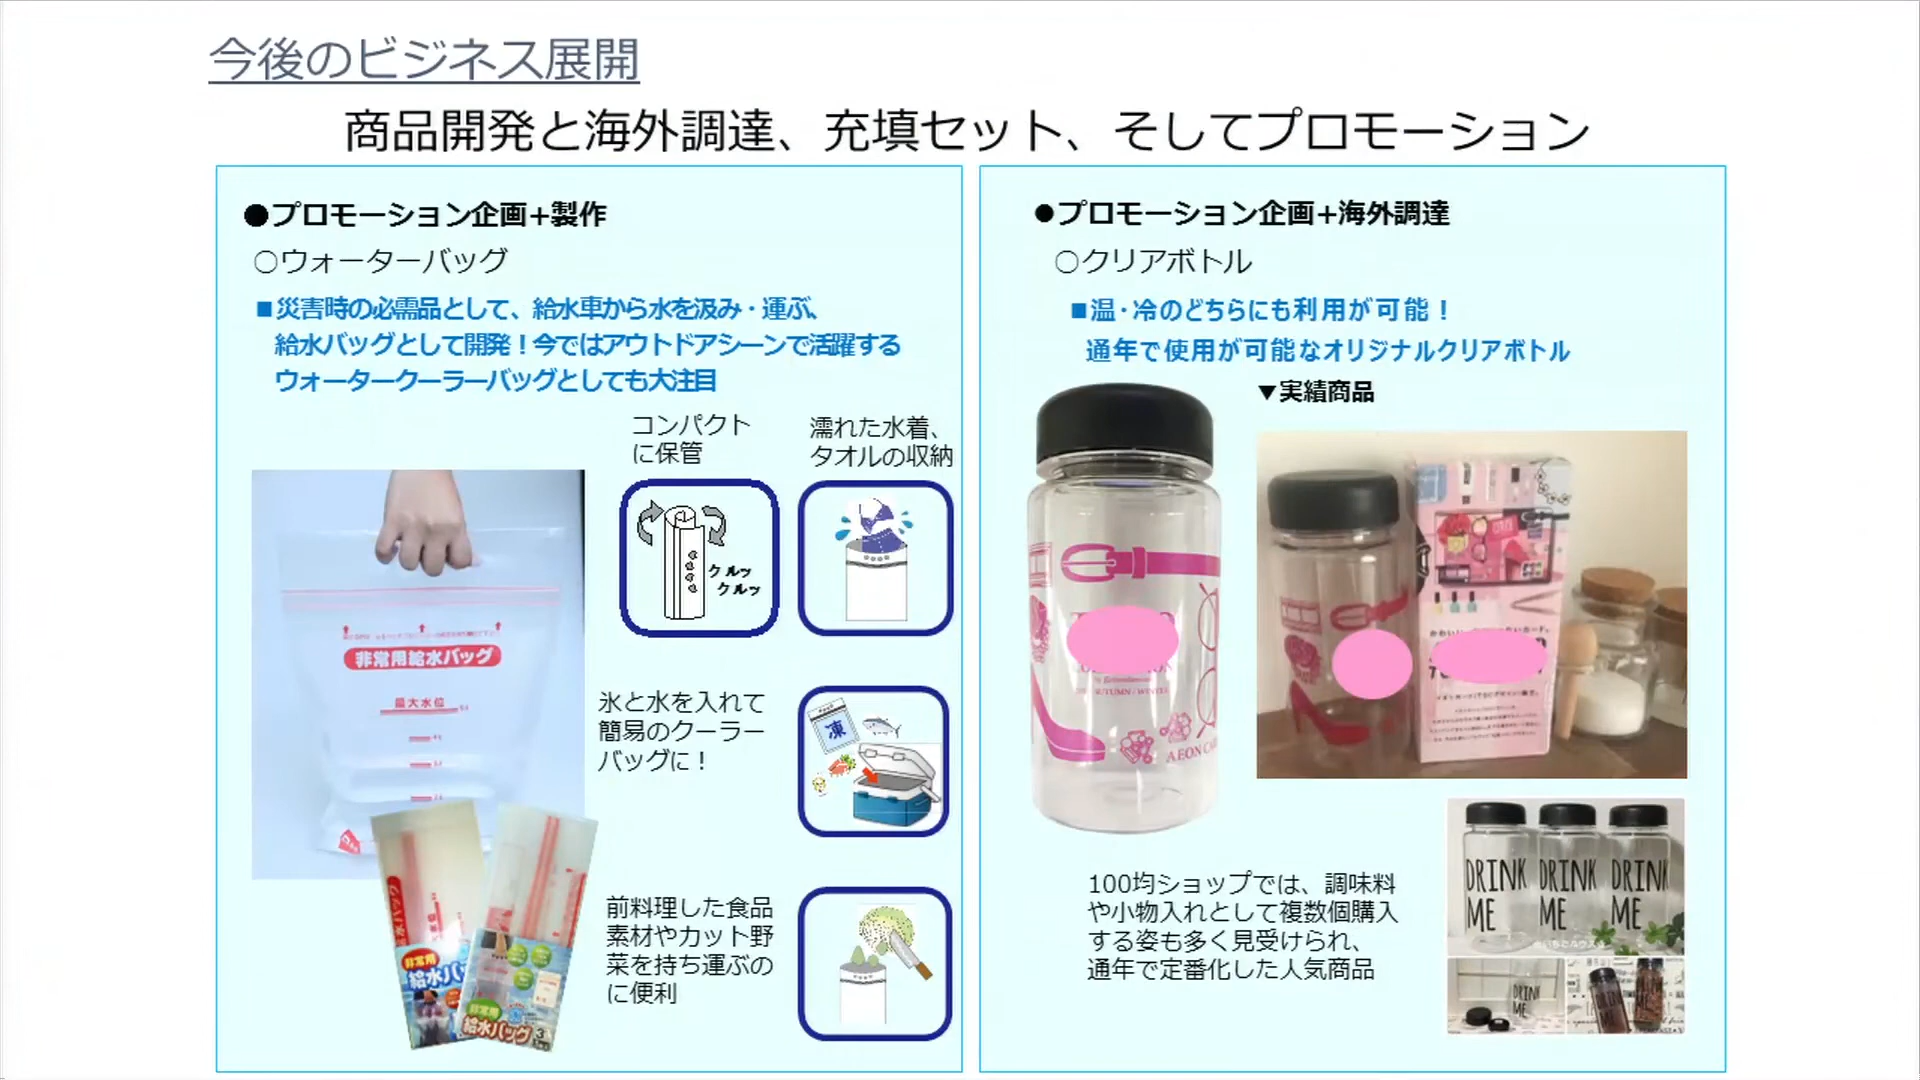 今後のビジネス展開
商品開発と海外調達、充填セット、そしてプロモーション
●プロモーション企画+製作
○ウォーターバッグ
■災害時の必需品として、給水車から水を汲み・運ぶ、
給水バッグとして開発！今ではアウトドアシーンで活躍する
ウォータークーラーバッグとしても大注目
コンパクト
に保管
濡れた水着、
タオルの収納
クルッ
クルッ
非常用給水バッグ
最大水位
氷と水を入れて
簡易のクーラー
バッグに！
凍
前料理した食品
素材やカット野
菜を持ち運ぶの
に便利
非常用
給水バッ
非常用
給水バッグ
●プロモーション企画+海外調達
○クリアボトル
■温・冷のどちらにも利用が可能！
通年で使用が可能なオリジナルクリアボトル
▼実績商品
AUTUMN / WINTER
AEON CAR
100均ショップでは、調味料
や小物入れとして複数個購入
する姿も多く見受けられ、
通年で定番化した人気商品
DRINK
ME
DRINK
ME
DRINK
ME
DRINK
ME